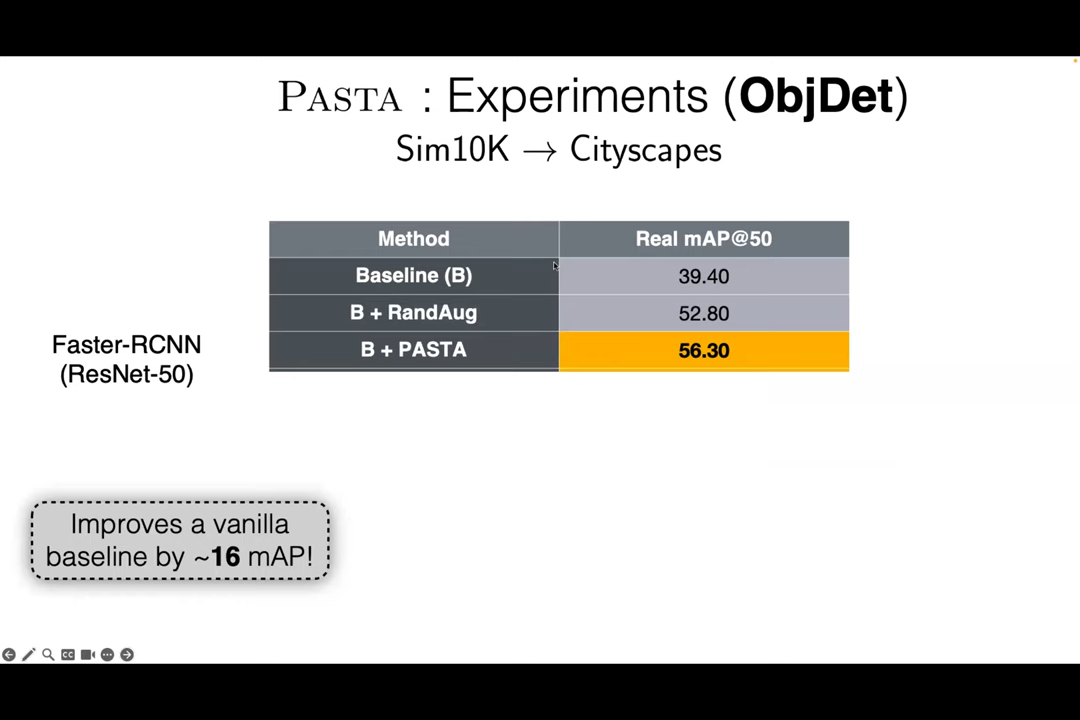 PASTA : Experiments (ObjDet)
Sim10K → Cityscapes
Method Real mAP@50
Baseline (B) 39.40
B + RandAug 52.80
B + PASTA 56.30
Faster-RCNN
(ResNet-50)
Improves a vanilla
baseline by ~16 mAP!
CC